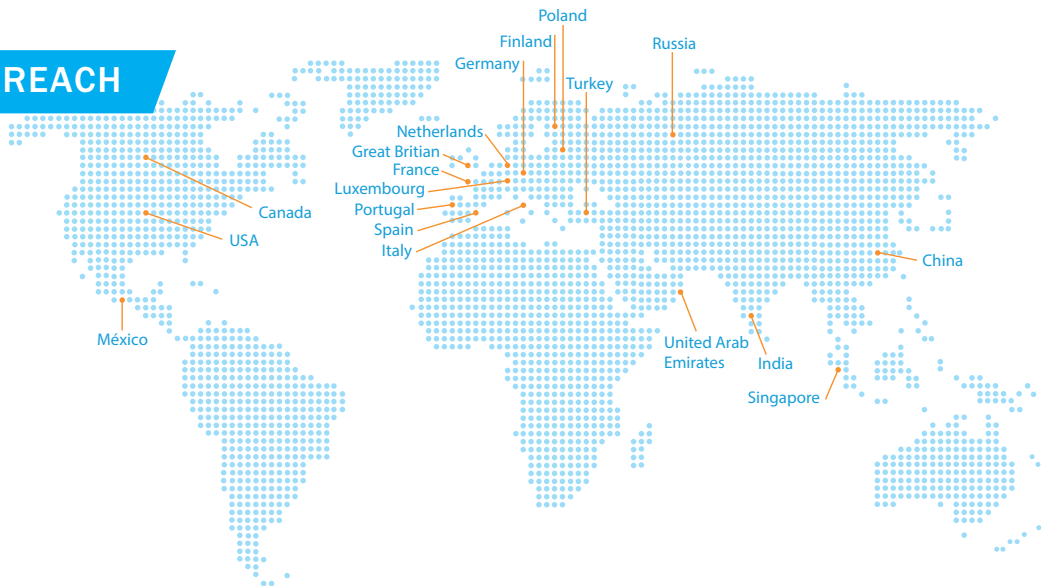 REACH
Poland
Finland
Russia
Germany
Turkey
Netherlands
Great Britian
France
Luxembourg
Portugal
Spain
Italy
Canada
USA
China
México
United Arab
Emirates
India
Singapore